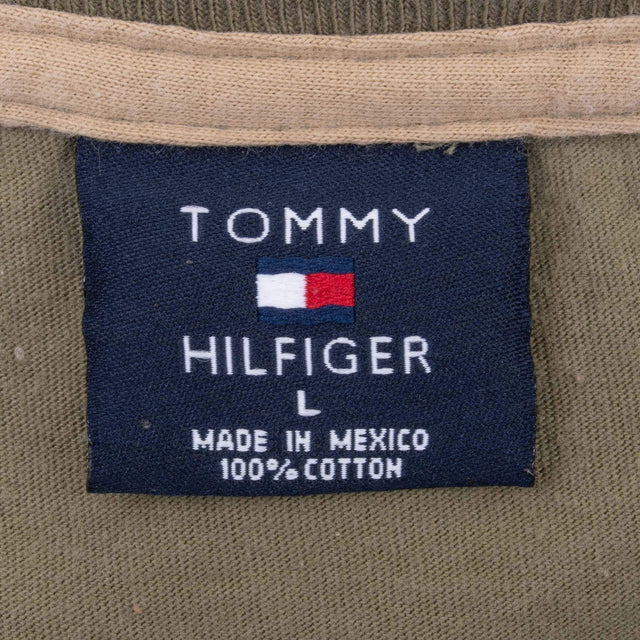 TOMMY
HILFIGER
L
MADE IN MEXICO
100% COTTON